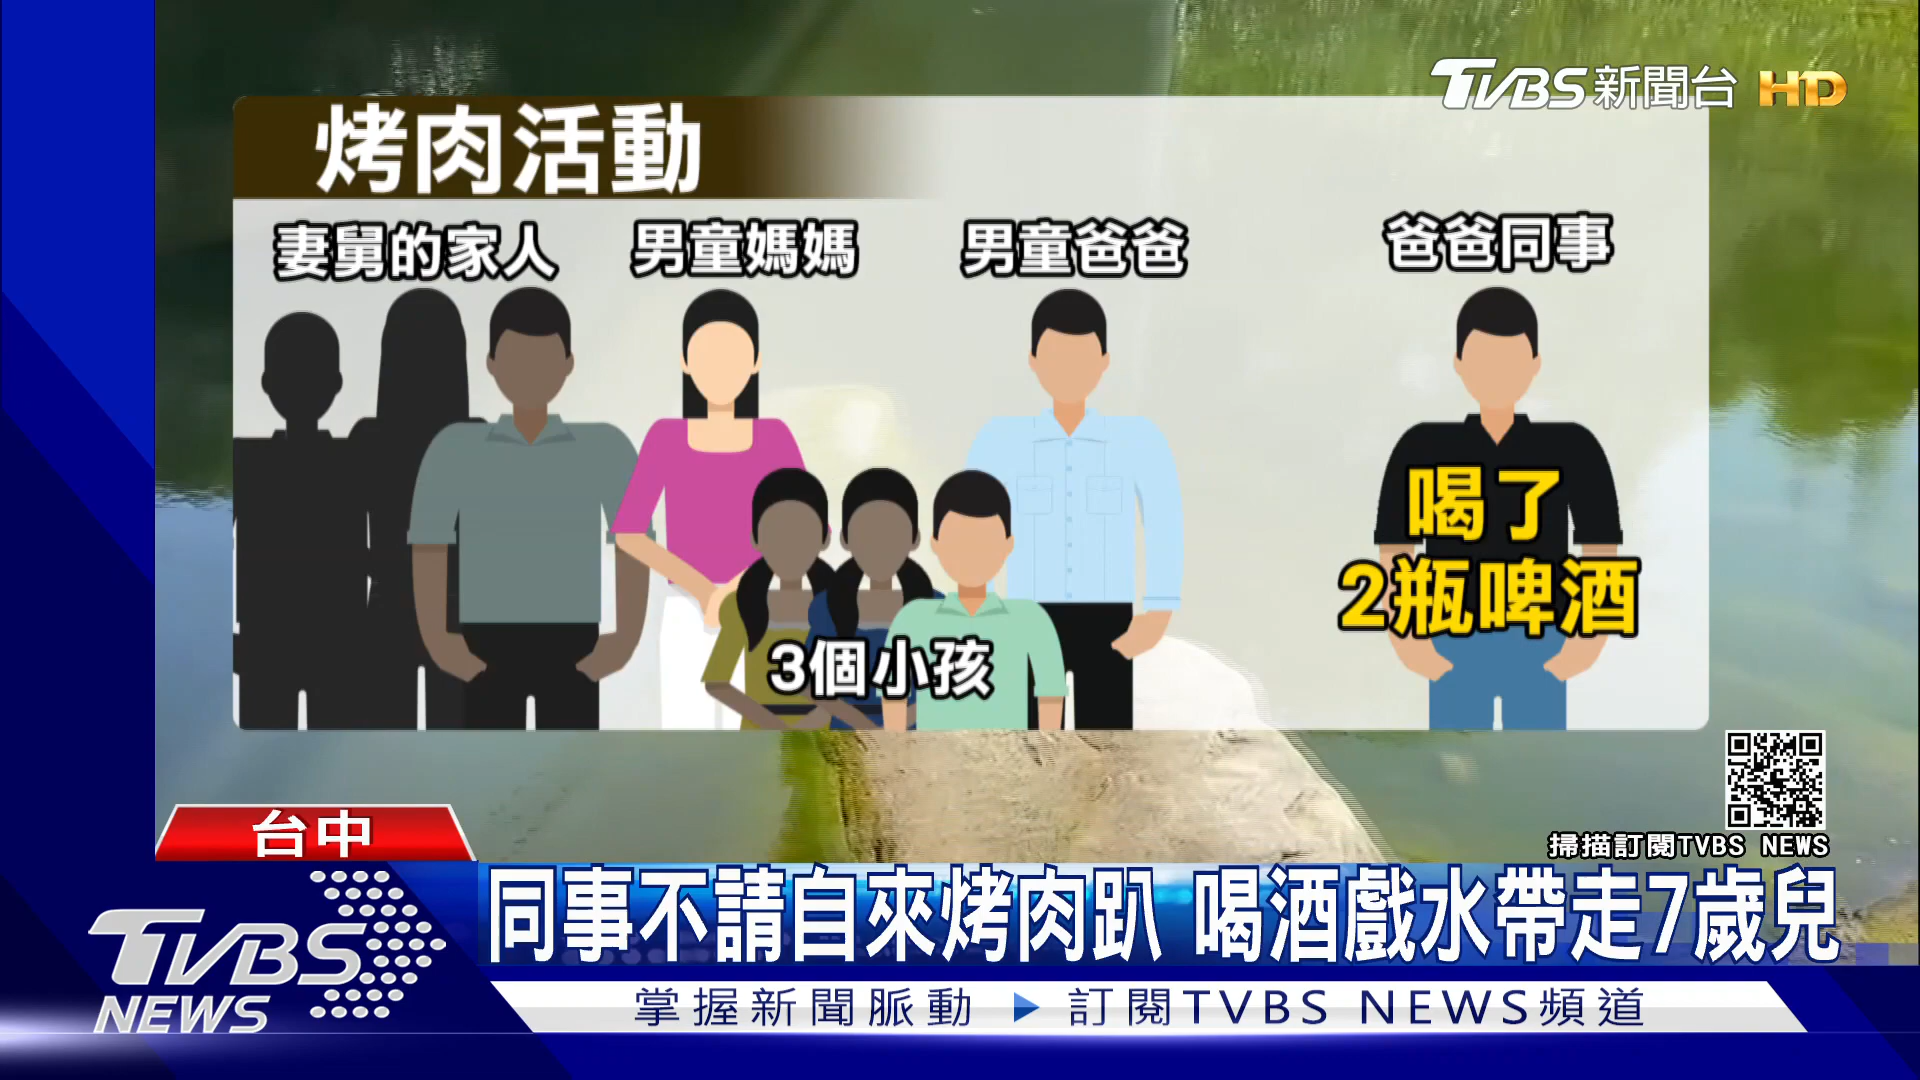 TVBS新聞台 HD
烤肉活動
妻舅的家人
男童媽媽
男童爸爸
爸爸同事
喝了
2瓶啤酒
3個小孩
掃描訂閱TVBS NEWS
台中
同事不請自來烤肉趴 喝酒戲水帶走7歲兒
TVBS
NEWS
掌握新聞脈動 ▶ 訂閱TVBS NEWS頻道